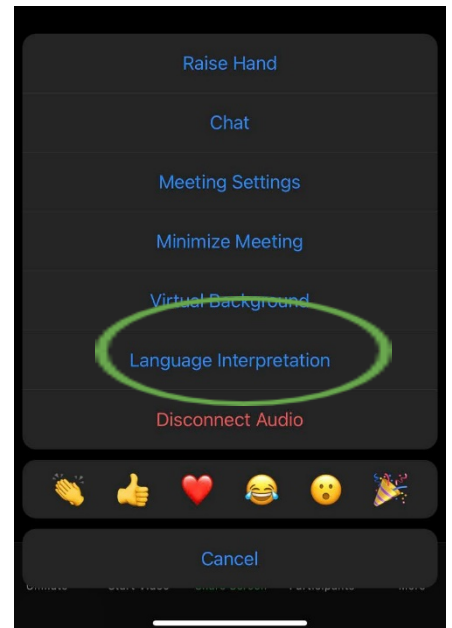 Raise Hand
Chat
Meeting Settings
Minimize Meeting
Virtual Background
Language Interpretation
Disconnect Audio
Cancel